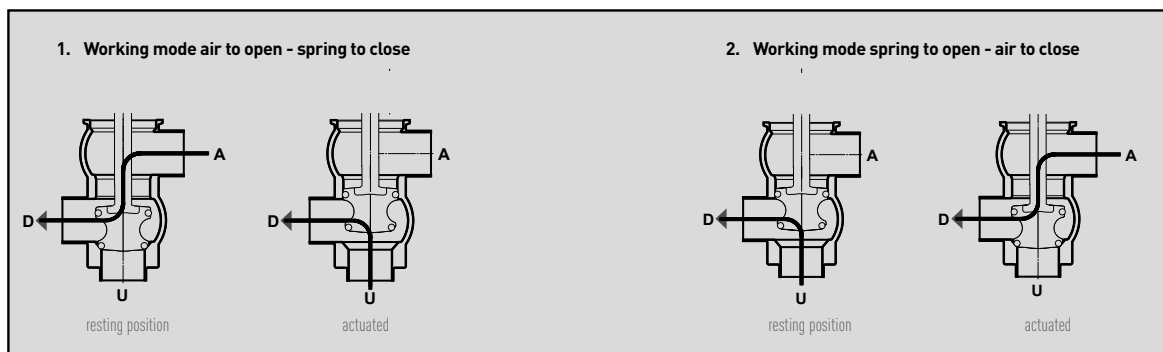 1. Working mode air to open - spring to close
2. Working mode spring to open - air to close
A
D
U
resting position
A
D
U
actuated
A
D
U
resting position
A
D
U
actuated